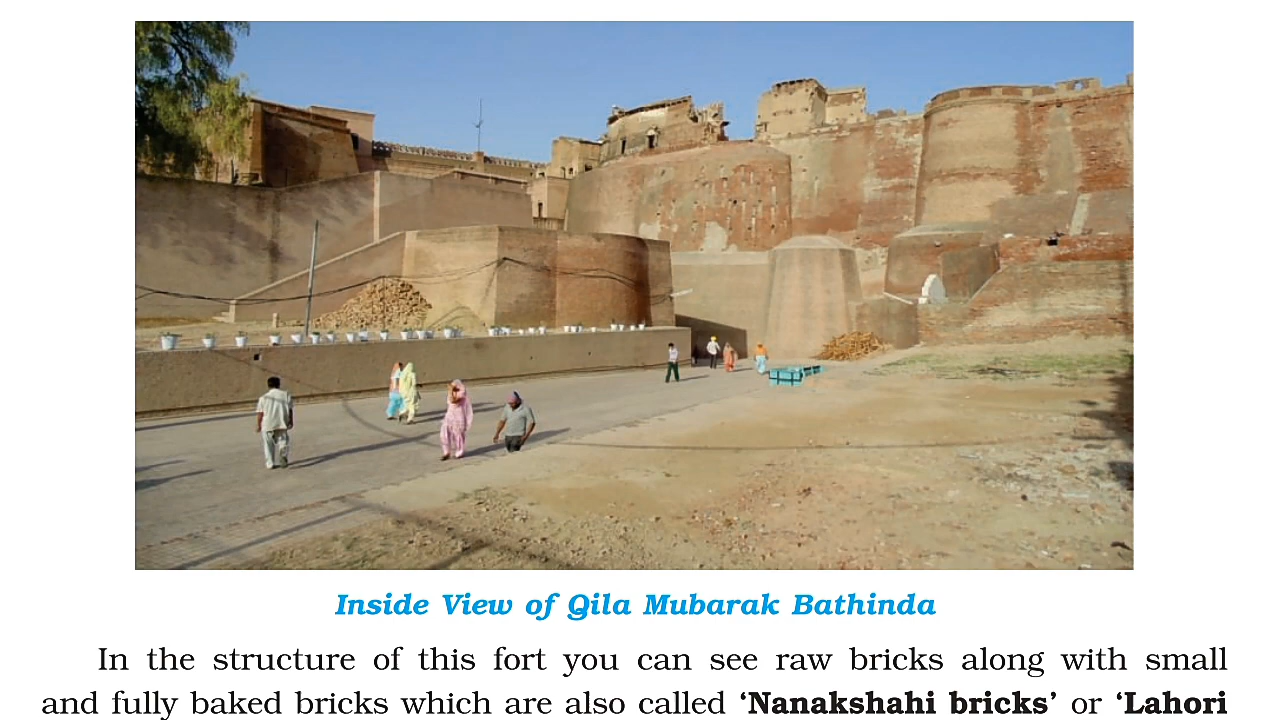 Inside View of Qila Mubarak Bathinda
In the structure of this fort you can see raw bricks along with small
and fully baked bricks which are also called ‘Nanakshahi bricks’ or ‘Lahori